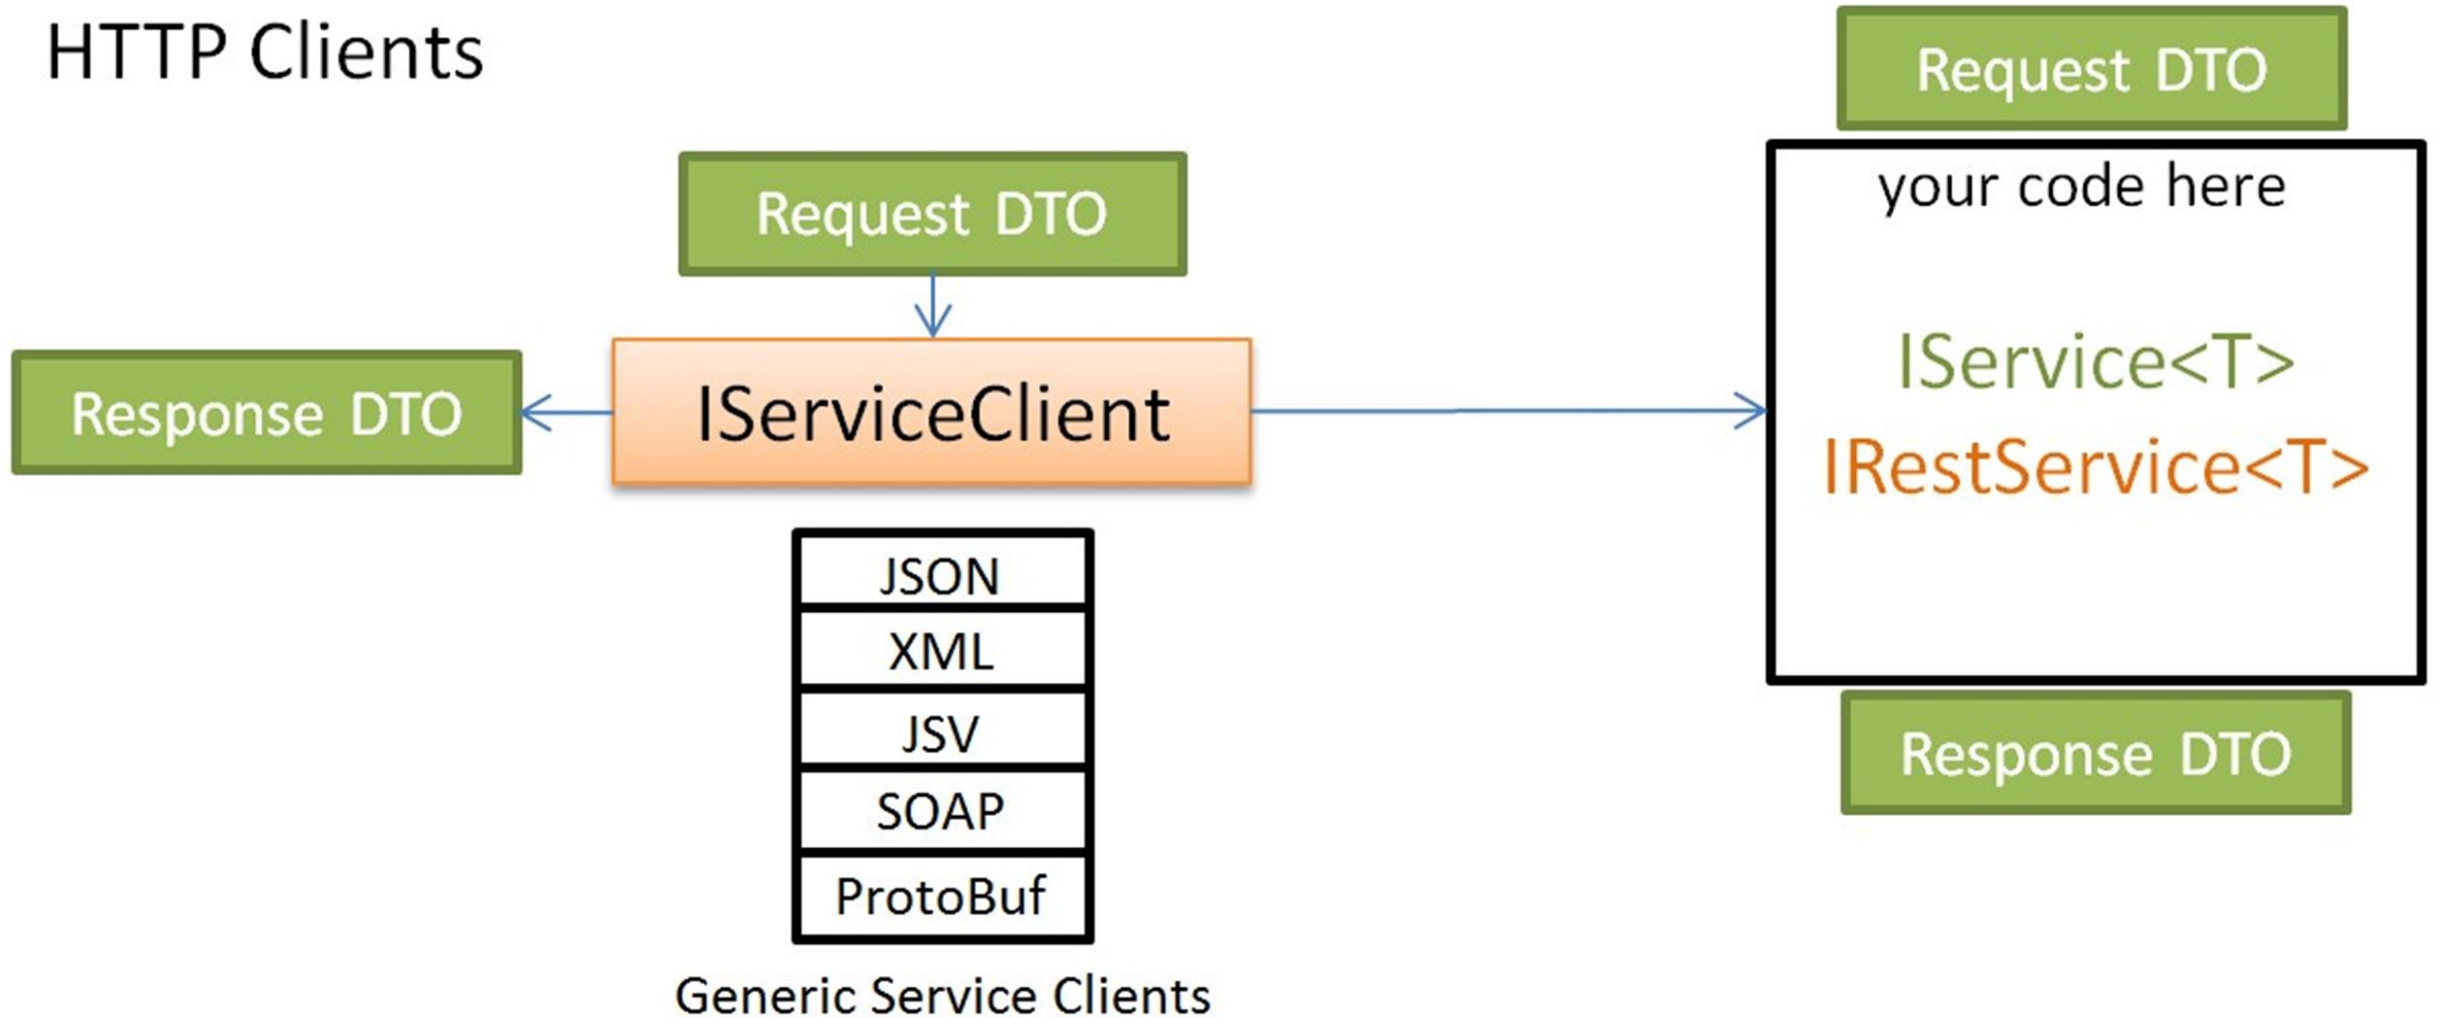 HTTP Clients
Request DTO
Response DTO
IServiceClient
JSON
XML
JSV
SOAP
ProtoBuf
Generic Service Clients
Request DTO
your code here
IService<T>
IRestService<T>
Response DTO